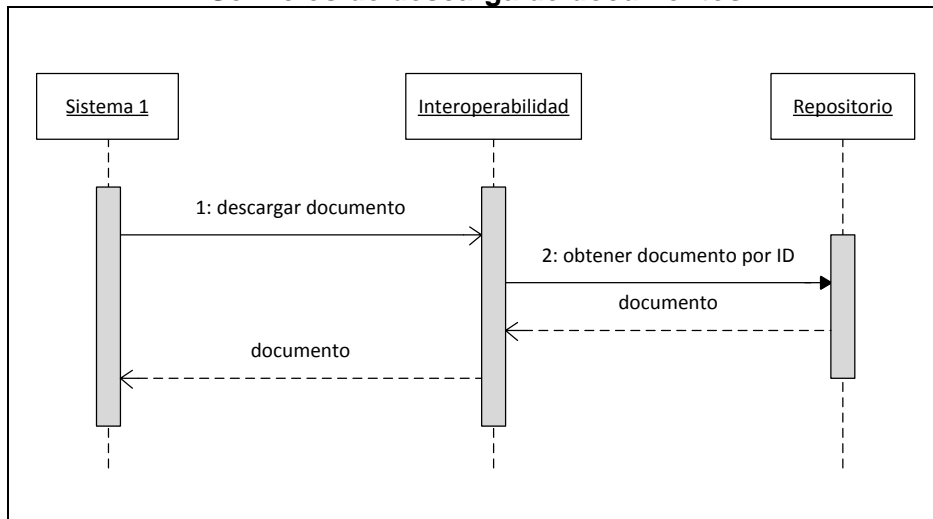 Sistema 1
Interoperabilidad
Repositorio
1: descargar documento
2: obtener documento por ID
documento
documento